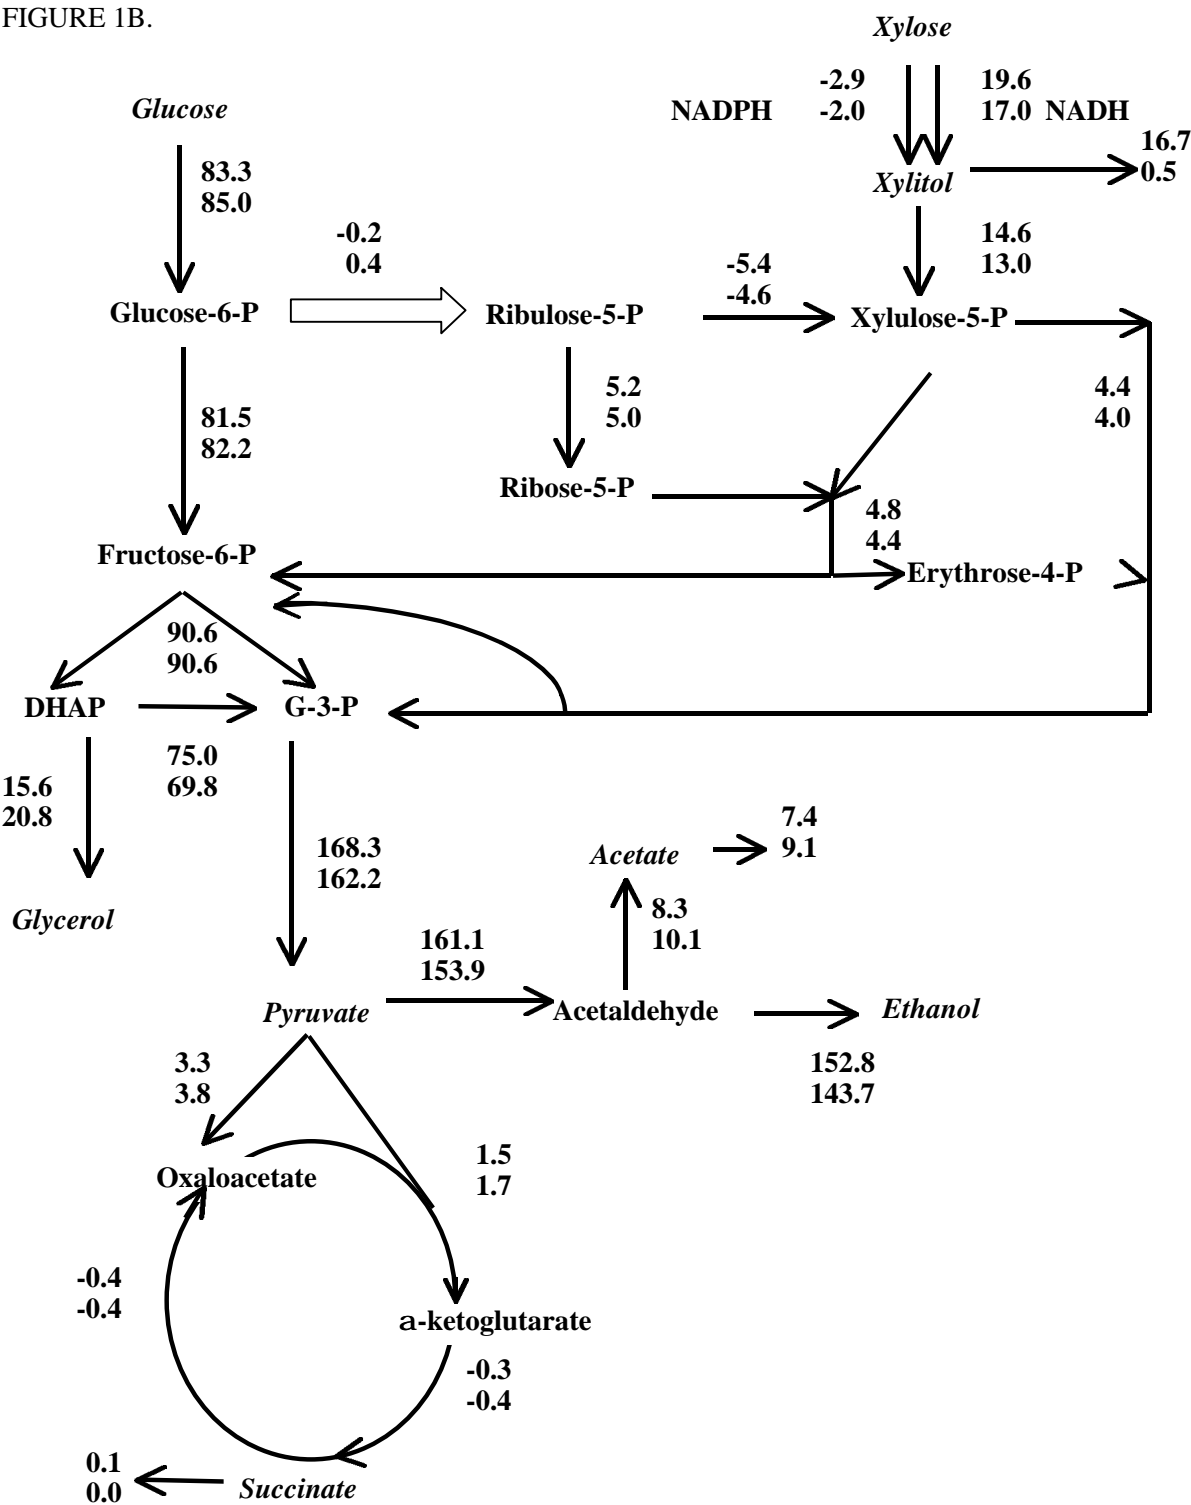 FIGURE 1B.
Xylose
-2.9
-2.0
NADPH
19.6
17.0 NADH
Glucose
83.3
85.0
16.7
0.5
Xylitol
-0.2
0.4
14.6
13.0
-5.4
-4.6
Glucose-6-P
Ribulose-5-P
Xylulose-5-P
81.5
82.2
5.2
5.0
4.4
4.0
Ribose-5-P
4.8
4.4
Fructose-6-P
Erythrose-4-P
90.6
90.6
DHAP
G-3-P
75.0
69.8
15.6
20.8
168.3
162.2
7.4
9.1
Acetate
8.3
10.1
Glycerol
161.1
153.9
Pyruvate
Acetaldehyde
Ethanol
152.8
143.7
3.3
3.8
1.5
1.7
Oxaloacetate
-0.4
-0.4
a-ketoglutarate
-0.3
-0.4
0.1
0.0
Succinate